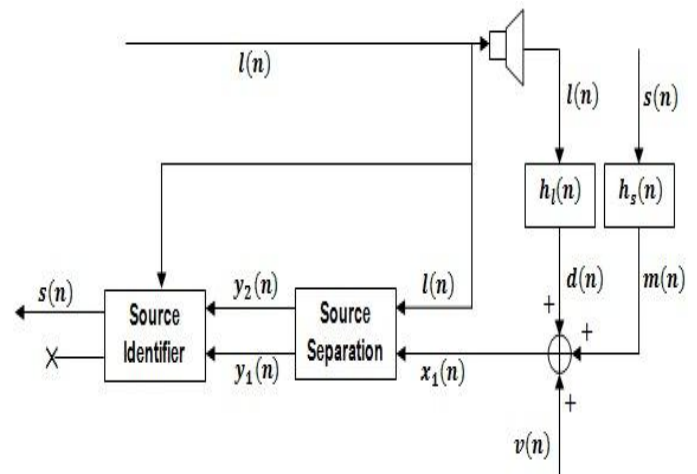 l(n)
l(n)
s(n)
h_l(n)
h_s(n)
s(n)
y_2(n)
l(n)
d(n)
m(n)
+
+
Source
Identifier
Source
Separation
y_1(n)
x_1(n)
+
v(n)